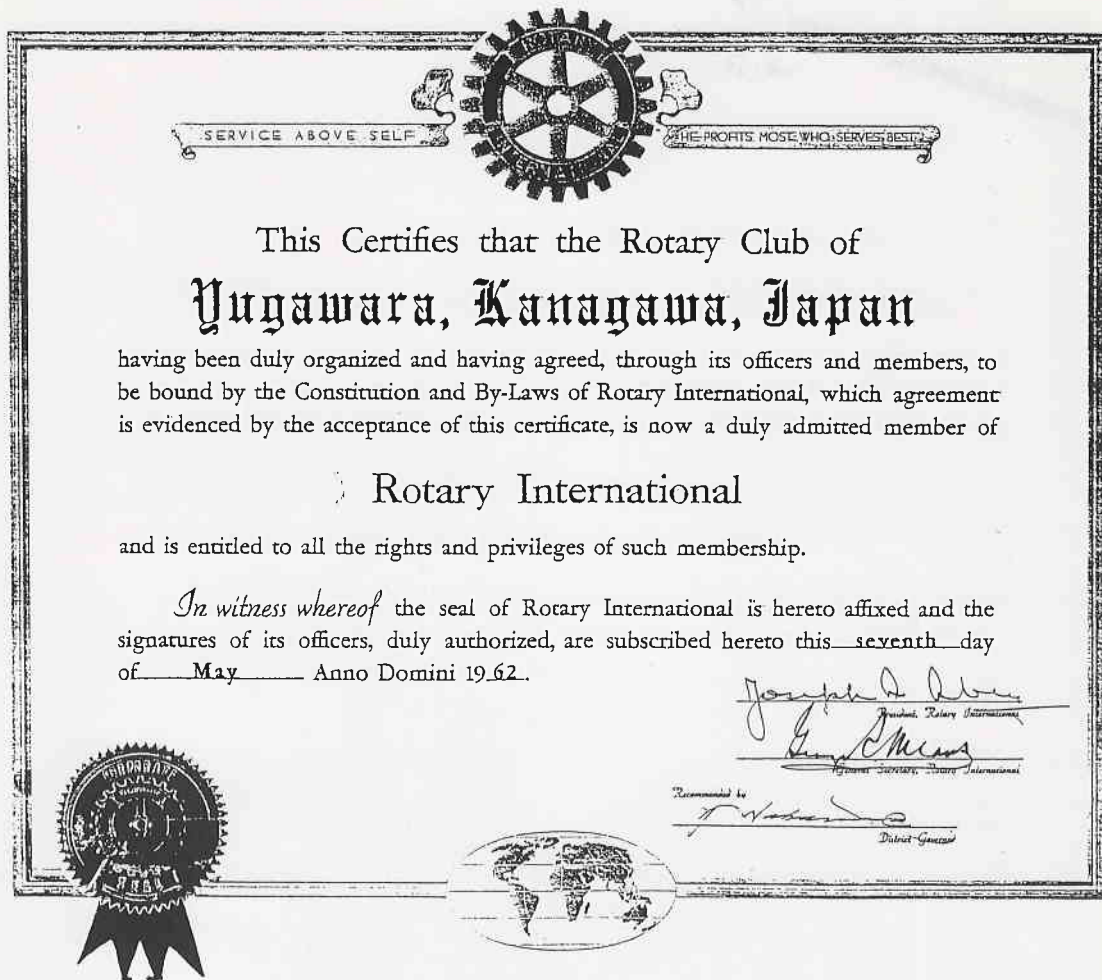 ROTARY
INTERNATIONAL
SERVICE ABOVE SELF
HE PROFITS MOST WHO SERVES BEST
This Certifies that the Rotary Club of
Yugawara, Kanagawa, Japan
having been duly organized and having agreed, through its officers and members, to
be bound by the Constitution and By-Laws of Rotary International, which agreement
is evidenced by the acceptance of this certificate, is now a duly admitted member of
Rotary International
and is entitled to all the rights and privileges of such membership.
In witness whereof the seal of Rotary International is hereto affixed and the
signatures of its officers, duly authorized, are subscribed hereto this seventh day
of May Anno Domini 1962.
Joseph A
President, Rotary International
C Means
General Secretary, Rotary International
Recommended by
District Governor
CORPORATE
SEAL